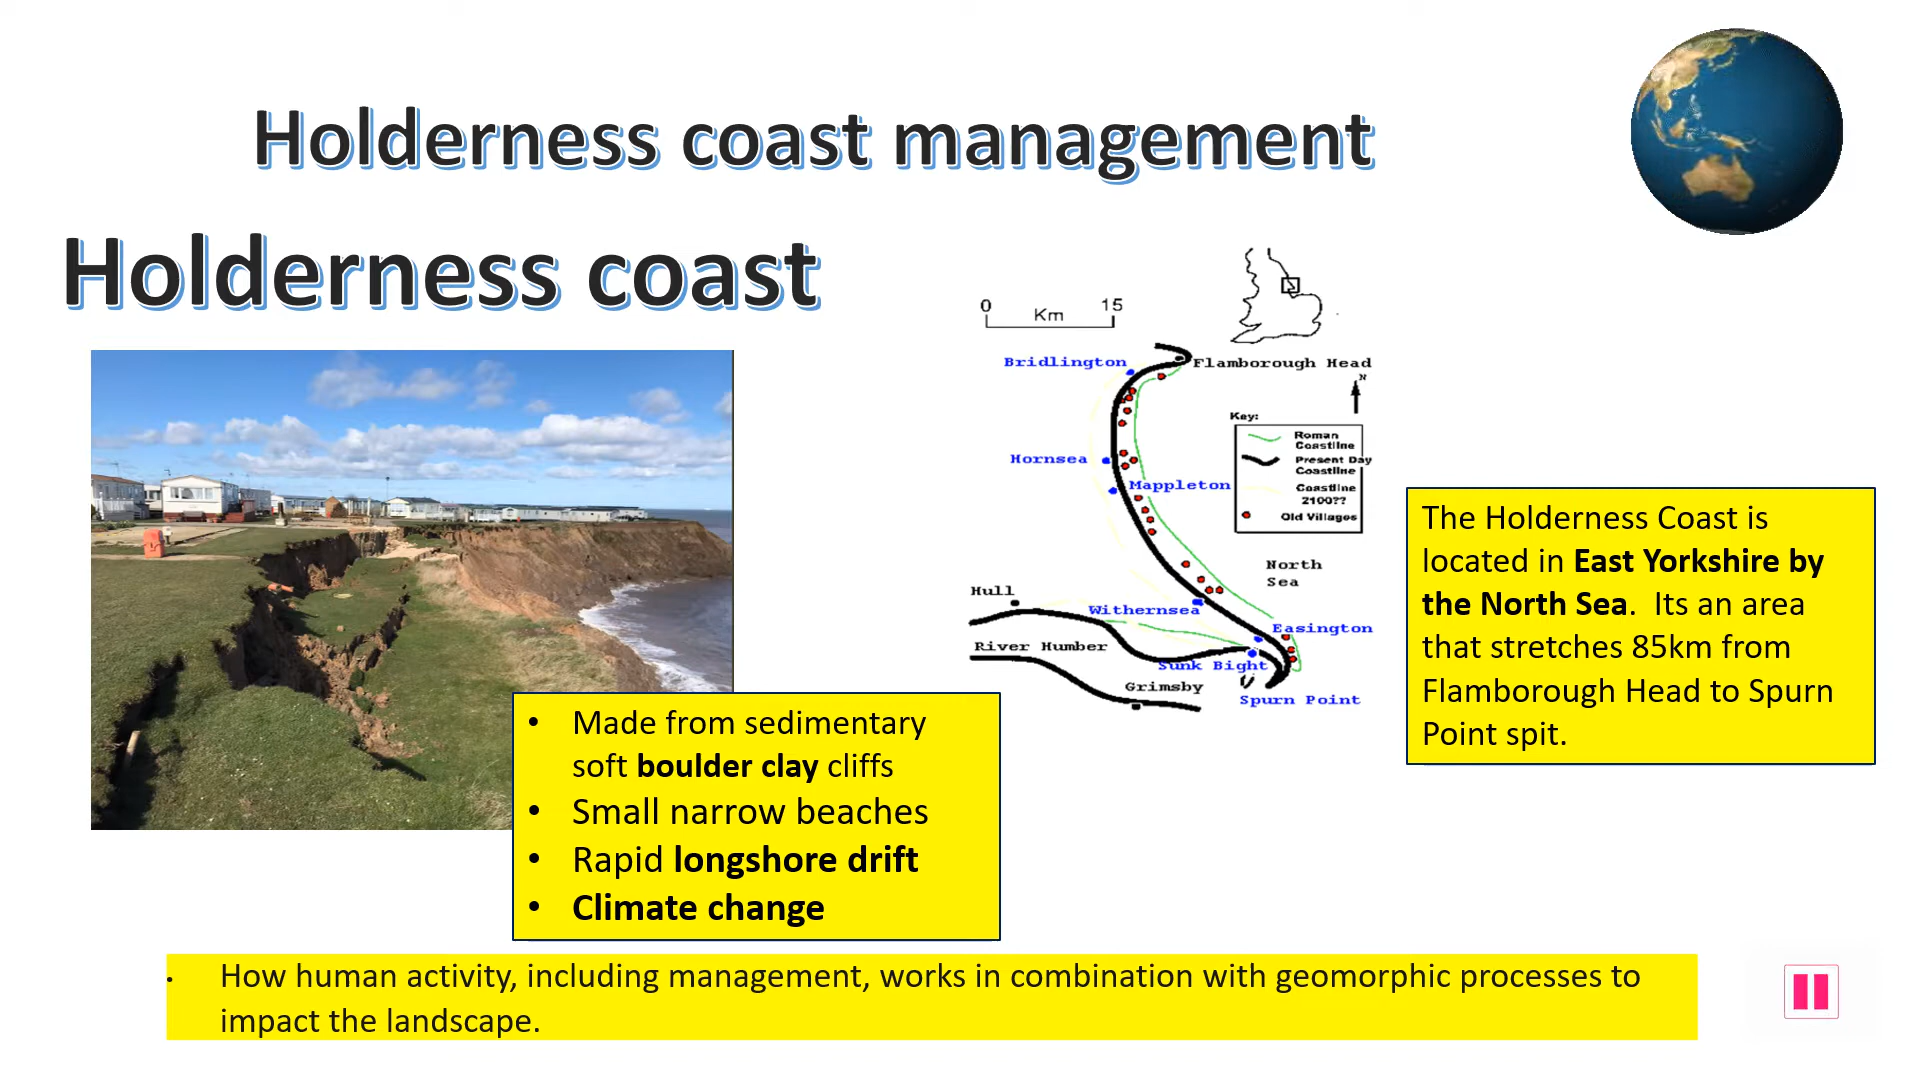 Holderness coast management
Holderness coast
0 15
Km
Bridlington
Flamborough Head
N
Key:
Roman
Coastline
Present Day
Coastline
Coastline
2100??
Old Villages
Hornsea
Mappleton
North
Sea
Hull
Withernsea
Easington
River Humber
Sunk Bight
Grimsby
Spurn Point
The Holderness Coast is
located in East Yorkshire by
the North Sea. Its an area
that stretches 85km from
Flamborough Head to Spurn
Point spit.
• Made from sedimentary
soft boulder clay cliffs
• Small narrow beaches
• Rapid longshore drift
• Climate change
• How human activity, including management, works in combination with geomorphic processes to
impact the landscape.